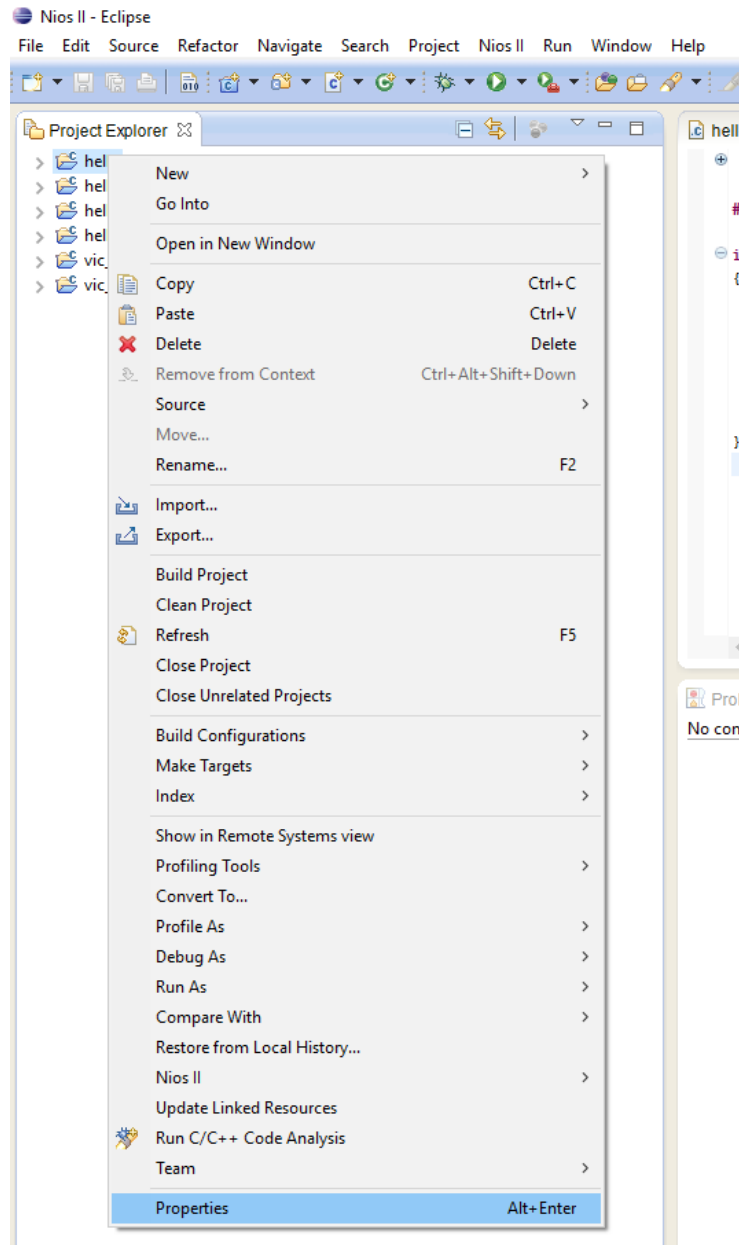 Nios II - Eclipse
File Edit Source Refactor Navigate Search Project Nios II Run Window Help
Project Explorer
hel
hel
hel
hel
vic_
vic_
New
Go Into
Open in New Window
Copy Ctrl+C
Paste Ctrl+V
Delete Delete
Remove from Context Ctrl+Alt+Shift+Down
Source
Move...
Rename... F2
Import...
Export...
Build Project
Clean Project
Refresh F5
Close Project
Close Unrelated Projects
Build Configurations
Make Targets
Index
Show in Remote Systems view
Profiling Tools
Convert To...
Profile As
Debug As
Run As
Compare With
Restore from Local History...
Nios II
Update Linked Resources
Run C/C++ Code Analysis
Team
Properties Alt+Enter
hell
#
i
{
}
Pro
No con